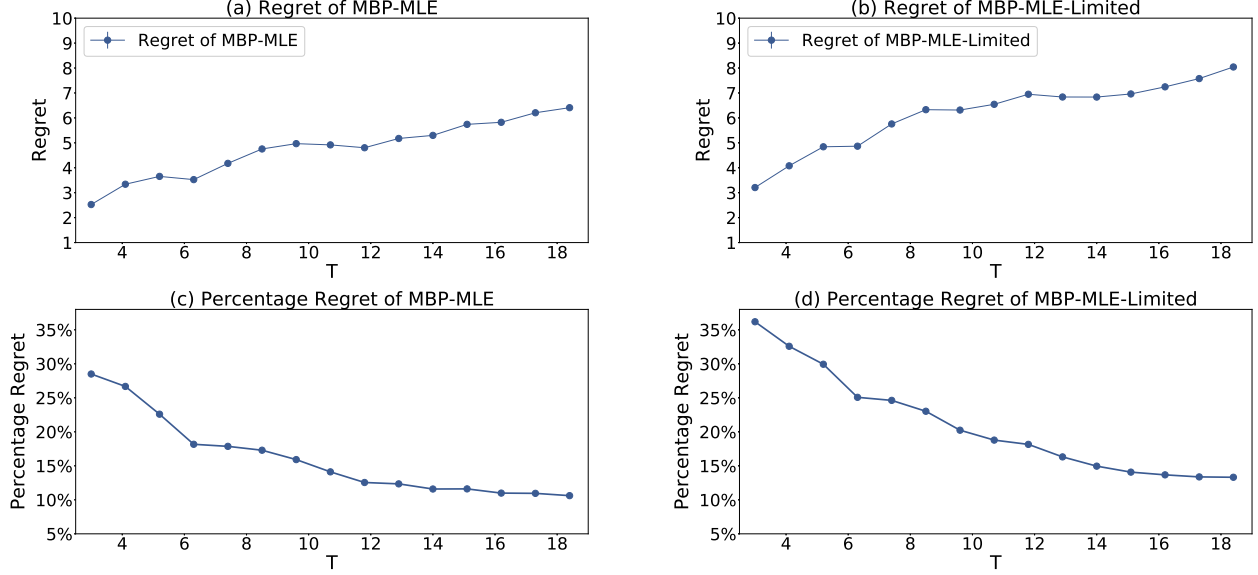 (a) Regret of MBP-MLE
Regret of MBP-MLE
Regret
10
9
8
7
6
5
4
3
2
1
4 6 8 10 12 14 16 18
T
(b) Regret of MBP-MLE-Limited
Regret of MBP-MLE-Limited
Regret
10
9
8
7
6
5
4
3
2
1
4 6 8 10 12 14 16 18
T
(c) Percentage Regret of MBP-MLE
Percentage Regret
35%
30%
25%
20%
15%
10%
5%
4 6 8 10 12 14 16 18
T
(d) Percentage Regret of MBP-MLE-Limited
Percentage Regret
35%
30%
25%
20%
15%
10%
5%
4 6 8 10 12 14 16 18
T